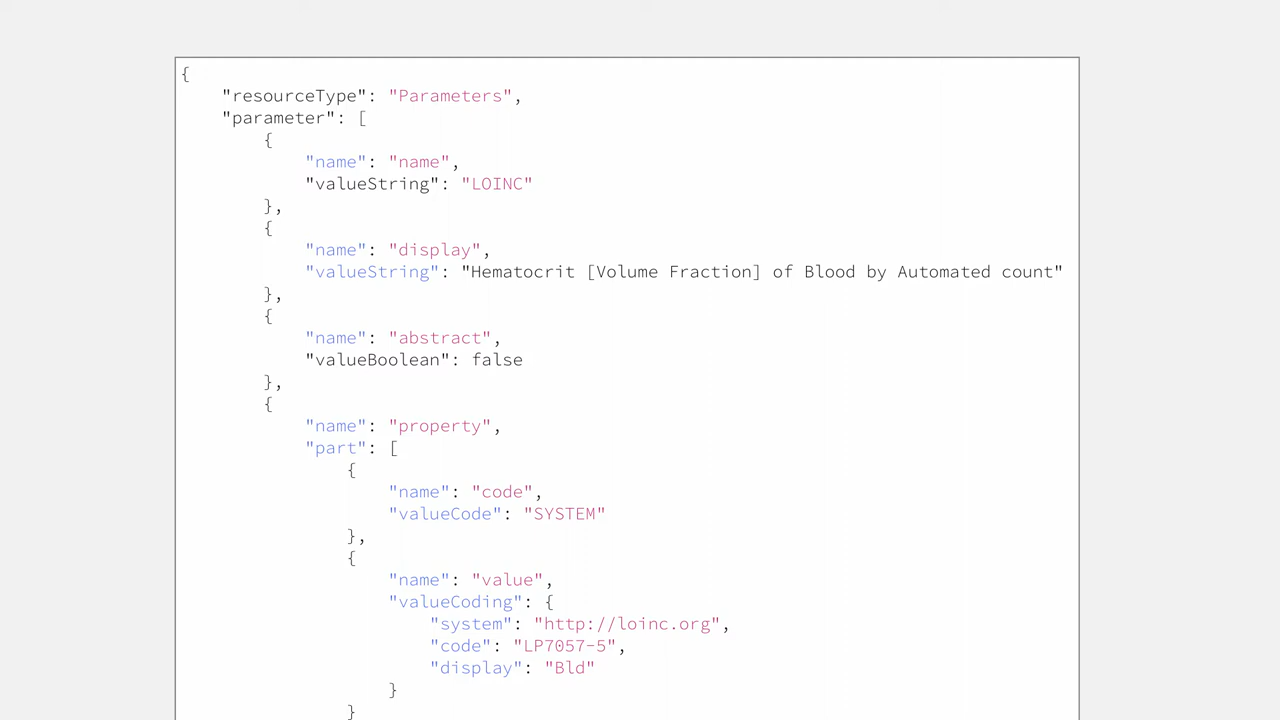 {
"resourceType": "Parameters",
"parameter": [
{
"name": "name",
"valueString": "LOINC"
},
{
"name": "display",
"valueString": "Hematocrit [Volume Fraction] of Blood by Automated count"
},
{
"name": "abstract",
"valueBoolean": false
},
{
"name": "property",
"part": [
{
"name": "code",
"valueCode": "SYSTEM"
},
{
"name": "value",
"valueCoding": {
"system": "http://loinc.org",
"code": "LP7057-5",
"display": "Bld"
}
}